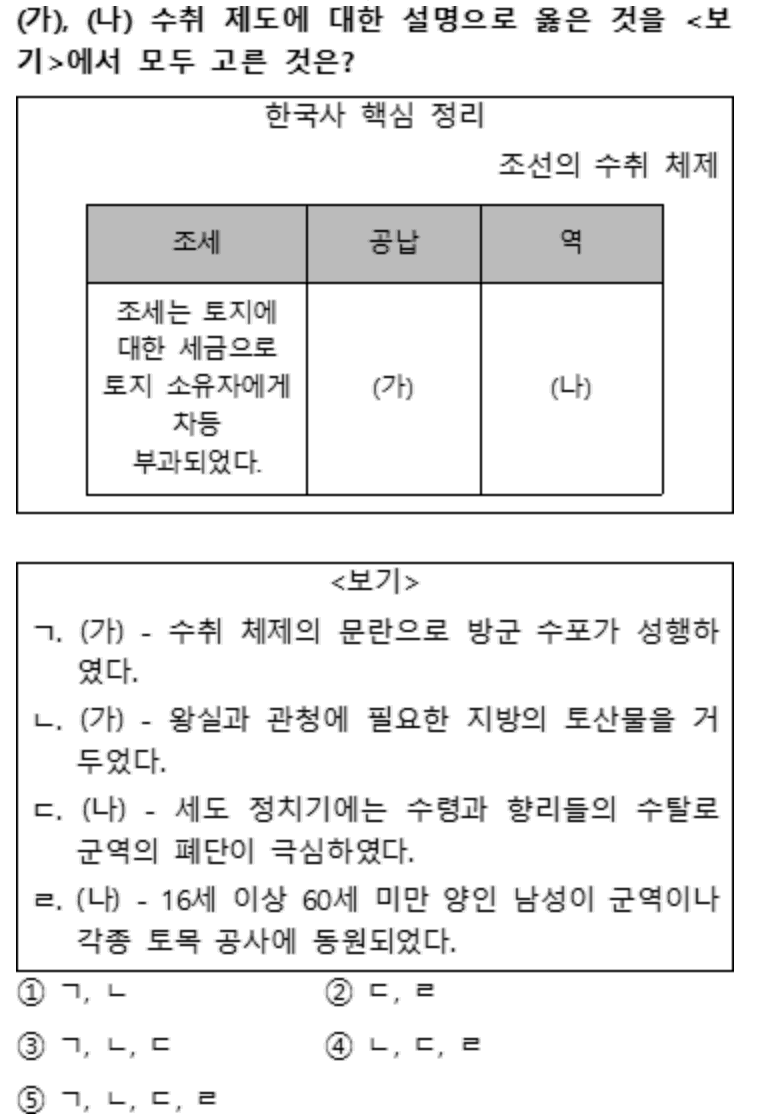 (가), (나) 수취 제도에 대한 설명으로 옳은 것을 <보
기>에서 모두 고른 것은?
한국사 핵심 정리
조선의 수취 체제
조세 공납 역
조세는 토지에
대한 세금으로
토지 소유자에게
차등
부과되었다.
(가)
(나)
<보기>
ㄱ. (가) - 수취 체제의 문란으로 방군 수포가 성행하
였다.
ㄴ. (가) - 왕실과 관청에 필요한 지방의 토산물을 거
두었다.
ㄷ. (나) - 세도 정치기에는 수령과 향리들의 수탈로
군역의 폐단이 극심하였다.
ㄹ. (나) - 16세 이상 60세 미만 양인 남성이 군역이나
각종 토목 공사에 동원되었다.
① ㄱ, ㄴ ② ㄷ, ㄹ
③ ㄱ, ㄴ, ㄷ ④ ㄴ, ㄷ, ㄹ
⑤ ㄱ, ㄴ, ㄷ, ㄹ